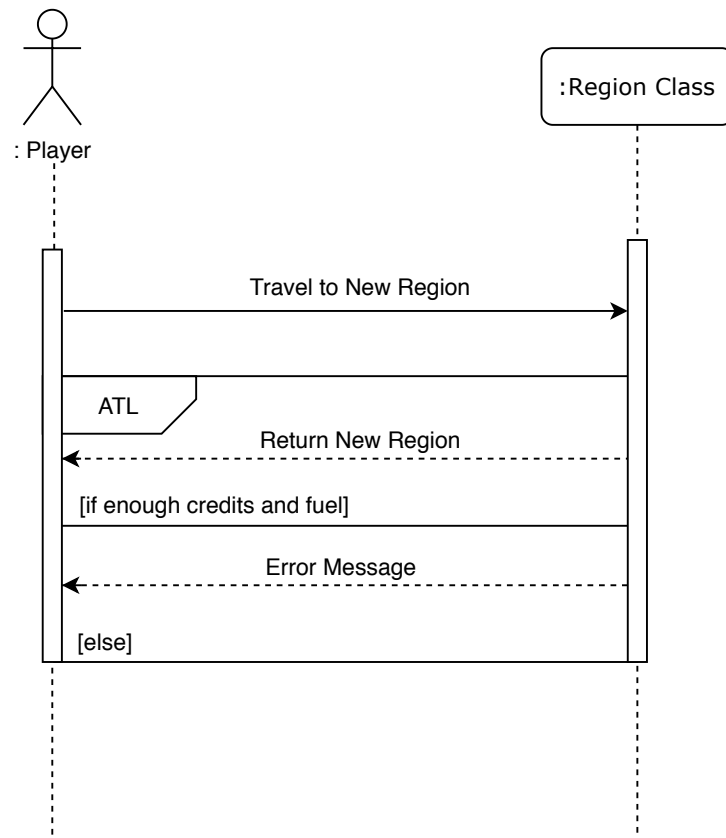 : Player
:Region Class
Travel to New Region
ATL
Return New Region
[if enough credits and fuel]
Error Message
[else]